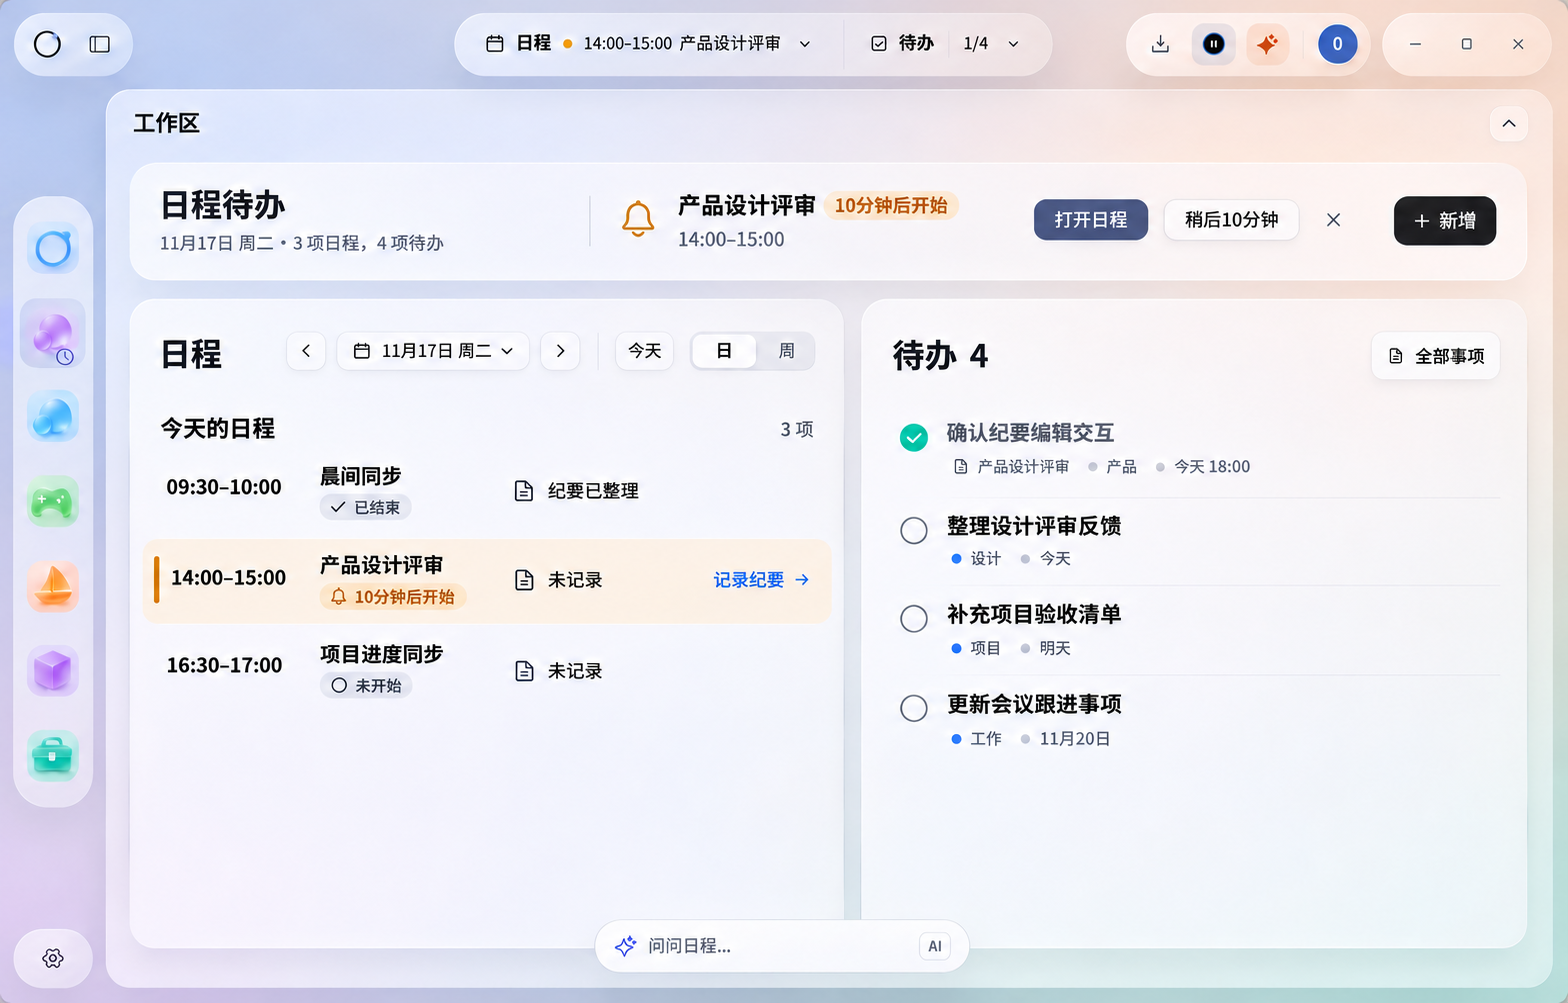 日程 14:00–15:00 产品设计评审
待办 1/4
0
工作区
日程待办
11月17日 周二・3 项日程，4 项待办
产品设计评审 10分钟后开始
14:00–15:00
打开日程
稍后10分钟
新增
日程
11月17日 周二
今天
日
周
今天的日程
3 项
09:30–10:00
晨间同步
已结束
纪要已整理
14:00–15:00
产品设计评审
10分钟后开始
未记录
记录纪要 →
16:30–17:00
项目进度同步
未开始
未记录
待办 4
全部事项
确认纪要编辑交互
产品设计评审 产品 今天 18:00
整理设计评审反馈
设计 今天
补充项目验收清单
项目 明天
更新会议跟进事项
工作 11月20日
问问日程...
AI